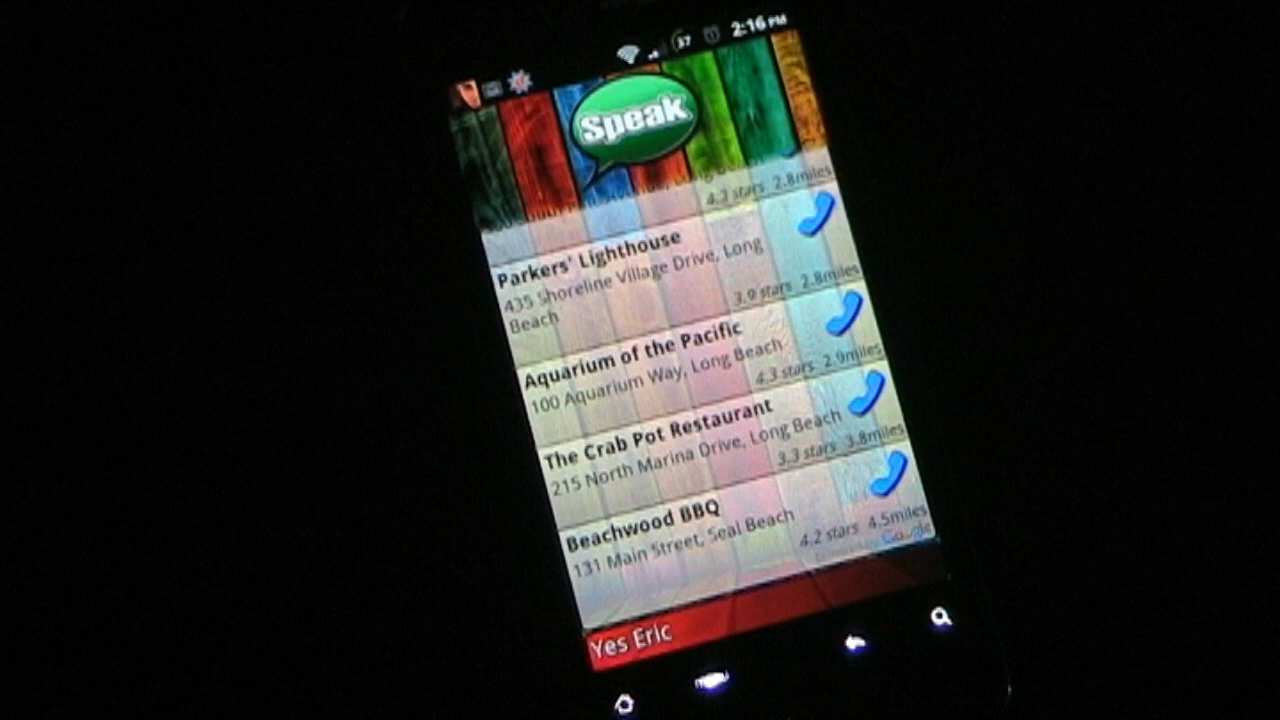 37 2:16 PM
Speak
4.3 stars 2.8miles
Parkers' Lighthouse
435 Shoreline Village Drive, Long
Beach
3.9 stars 2.8miles
Aquarium of the Pacific
100 Aquarium Way, Long Beach
4.3 stars 2.9miles
The Crab Pot Restaurant
215 North Marina Drive, Long Beach
3.3 stars 3.8miles
Beachwood BBQ
131 Main Street, Seal Beach
4.2 stars 4.5miles
Google
Yes Eric
menu